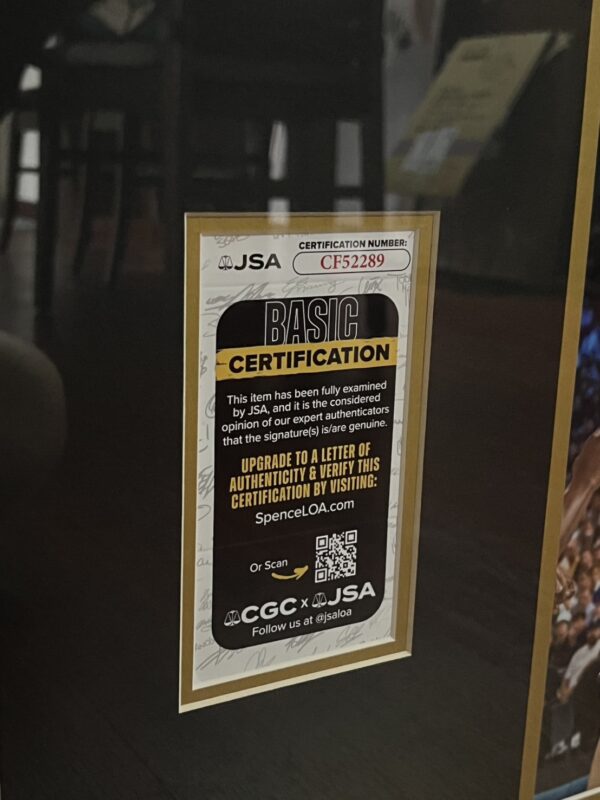 JSA
CERTIFICATION NUMBER:
CF52289
BASIC
CERTIFICATION
This item has been fully examined
by JSA, and it is the considered
opinion of our expert authenticators
that the signature(s) is/are genuine.
UPGRADE TO A LETTER OF
AUTHENTICITY & VERIFY THIS
CERTIFICATION BY VISITING:
SpenceLOA.com
Or Scan
CGC x JSA
Follow us at @jsaloa